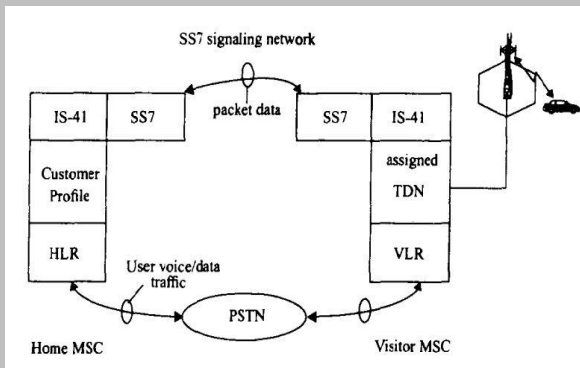 SS7 signaling network
packet data
IS-41
SS7
SS7
IS-41
Customer
Profile
assigned
TDN
HLR
VLR
User voice/data
traffic
PSTN
Home MSC
Visitor MSC